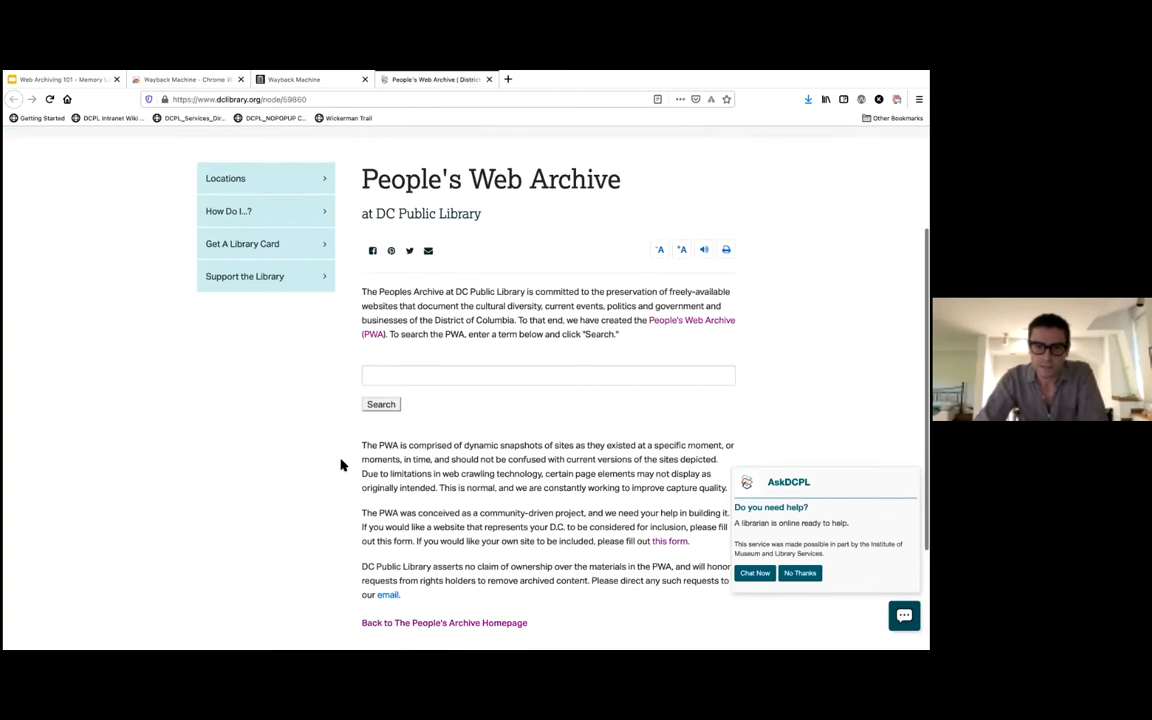 Web Archiving 101 - Memory L
Wayback Machine - Chrome W
Wayback Machine
People's Web Archive | Distric
https://www.dclibrary.org/node/59860
Getting Started
DCPL Intranet Wiki ...
DCPL_Services_Dir...
DCPL_NOPOPUP C...
Wickerman Trail
Other Bookmarks
Locations
How Do I...?
Get A Library Card
Support the Library
People's Web Archive
at DC Public Library
-A
+A
The Peoples Archive at DC Public Library is committed to the preservation of freely-available
websites that document the cultural diversity, current events, politics and government and
businesses of the District of Columbia. To that end, we have created the People's Web Archive
(PWA). To search the PWA, enter a term below and click "Search."
Search
The PWA is comprised of dynamic snapshots of sites as they existed at a specific moment, or
moments, in time, and should not be confused with current versions of the sites depicted.
Due to limitations in web crawling technology, certain page elements may not display as
originally intended. This is normal, and we are constantly working to improve capture quality.
The PWA was conceived as a community-driven project, and we need your help in building it.
If you would like a website that represents your D.C. to be considered for inclusion, please fill
out this form. If you would like your own site to be included, please fill out this form.
DC Public Library asserts no claim of ownership over the materials in the PWA, and will honor
requests from rights holders to remove archived content. Please direct any such requests to
our email.
Back to The People's Archive Homepage
AskDCPL
Do you need help?
A librarian is online ready to help.
This service was made possible in part by the Institute of
Museum and Library Services.
Chat Now
No Thanks